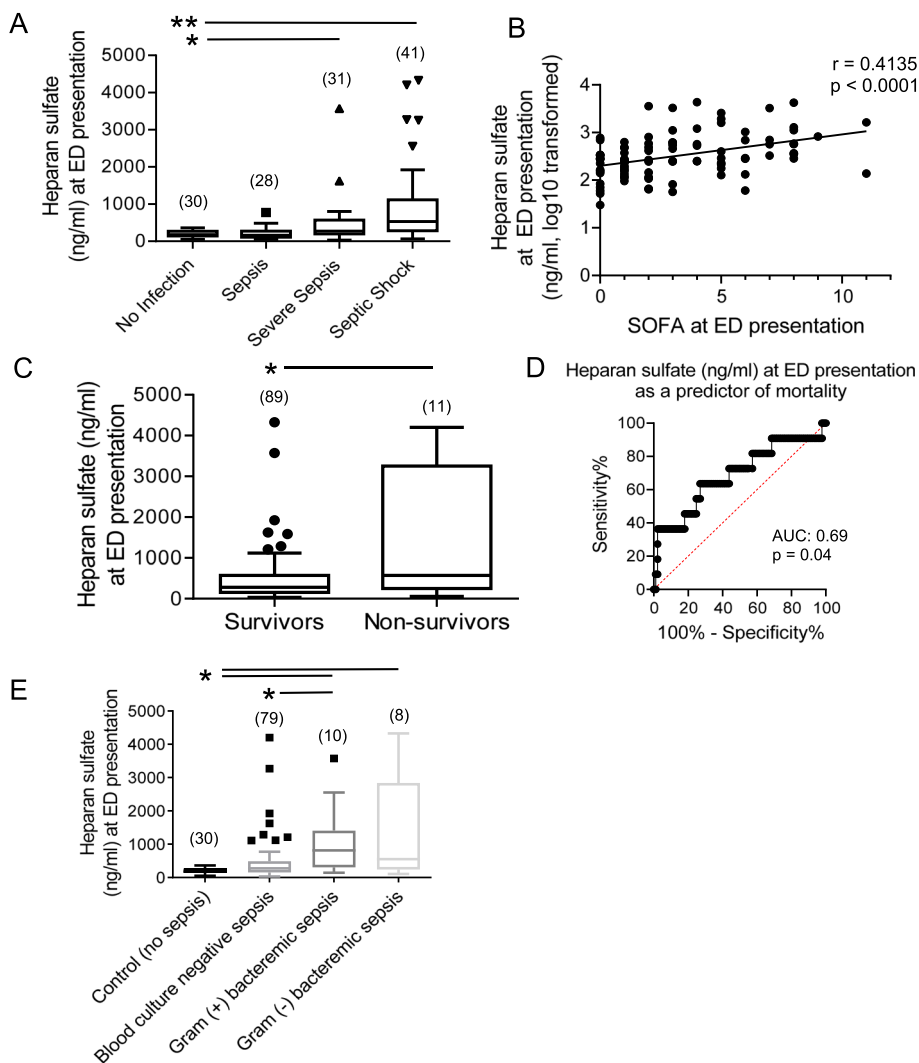 A
**
*
(41)
(31)
(28)
(30)
Heparan sulfate
(ng/ml) at ED presentation
5000
4000
3000
2000
1000
0
No Infection
Sepsis
Severe Sepsis
Septic Shock
B
r = 0.4135
p < 0.0001
Heparan sulfate
at ED presentation
(ng/ml, log10 transformed)
4
3
2
1
0
0
5
10
SOFA at ED presentation
C
*
(89)
(11)
Heparan sulfate (ng/ml)
at ED presentation
5000
4000
3000
2000
1000
0
Survivors
Non-survivors
D
Heparan sulfate (ng/ml) at ED presentation
as a predictor of mortality
Sensitivity%
100
80
60
40
20
0
AUC: 0.69
p = 0.04
0
20
40
60
80
100
100% - Specificity%
E
*
*
(79)
(8)
(10)
(30)
Heparan sulfate
(ng/ml) at ED presentation
5000
4000
3000
2000
1000
0
Control (no sepsis)
Blood culture negative sepsis
Gram (+) bacteremic sepsis
Gram (-) bacteremic sepsis